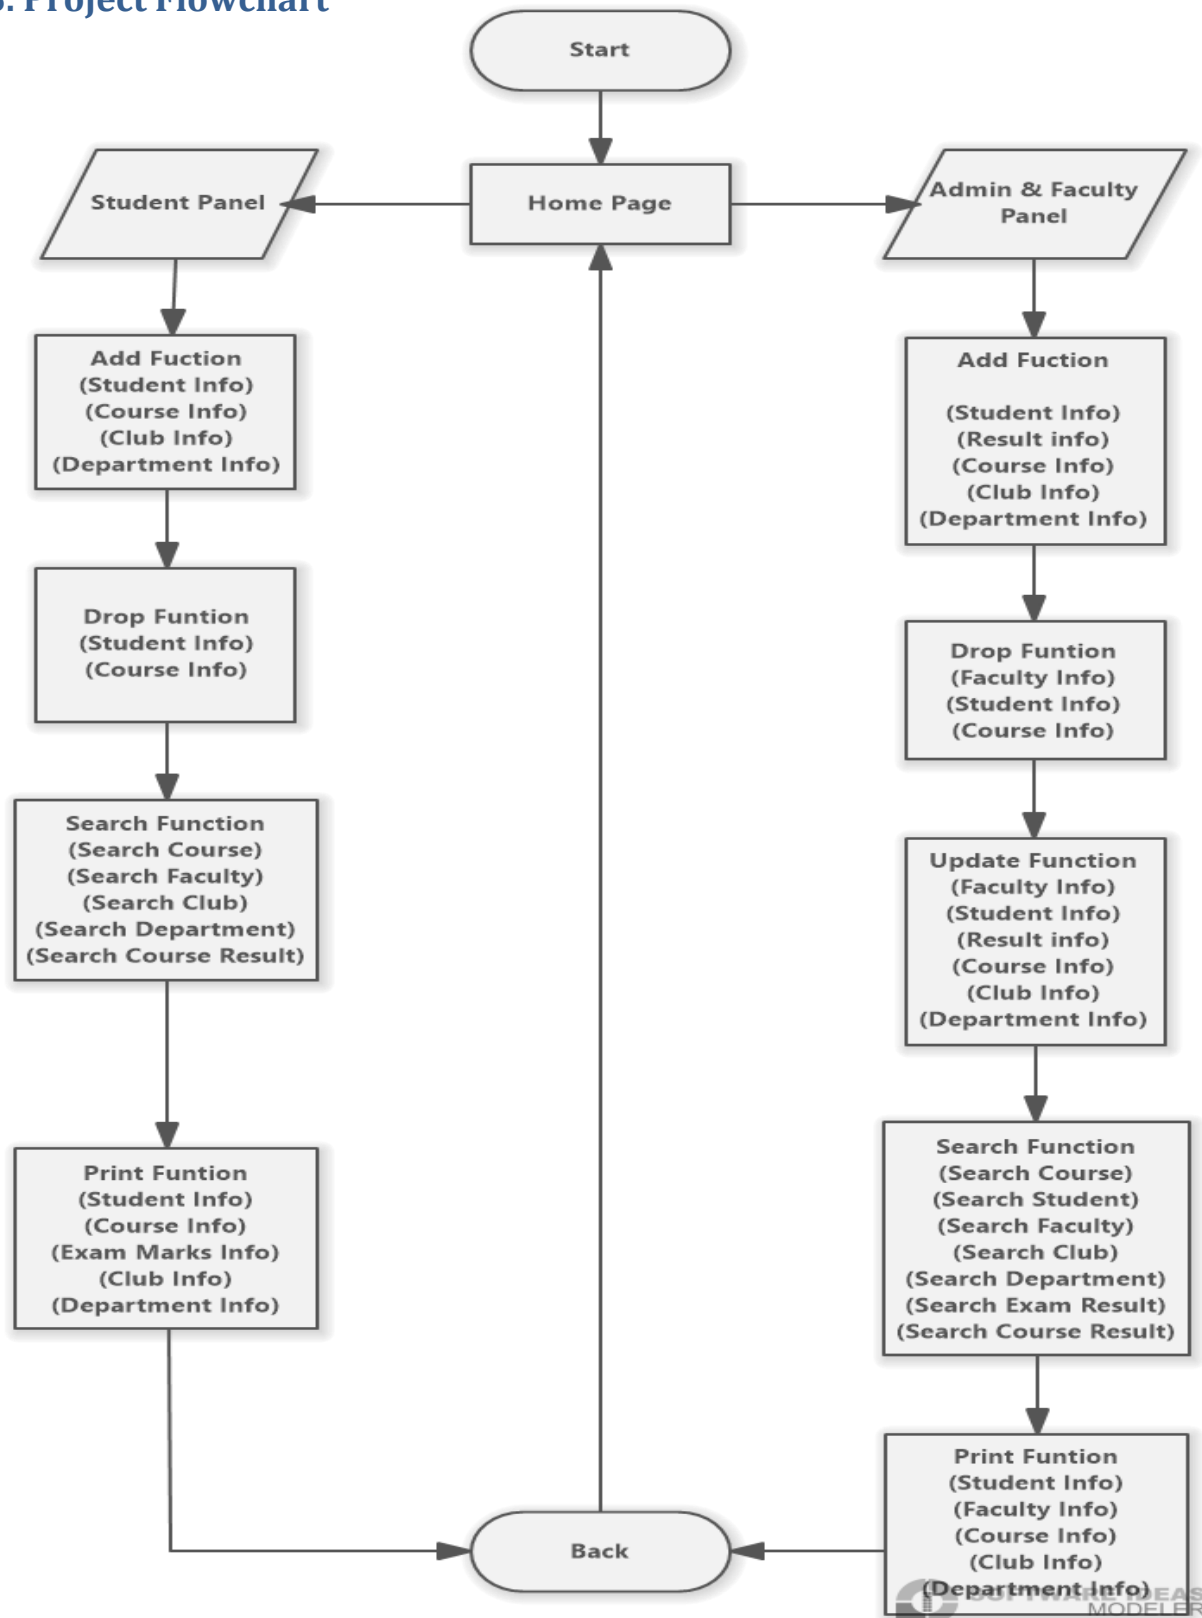 . Project Flowchart
Start
Home Page
Student Panel
Admin & Faculty
Panel
Add Fuction
(Student Info)
(Course Info)
(Club Info)
(Department Info)
Drop Funtion
(Student Info)
(Course Info)
Search Function
(Search Course)
(Search Faculty)
(Search Club)
(Search Department)
(Search Course Result)
Print Funtion
(Student Info)
(Course Info)
(Exam Marks Info)
(Club Info)
(Department Info)
Add Fuction
(Student Info)
(Result info)
(Course Info)
(Club Info)
(Department Info)
Drop Funtion
(Faculty Info)
(Student Info)
(Course Info)
Update Function
(Faculty Info)
(Student Info)
(Result info)
(Course Info)
(Club Info)
(Department Info)
Search Function
(Search Course)
(Search Student)
(Search Faculty)
(Search Club)
(Search Department)
(Search Exam Result)
(Search Course Result)
Print Funtion
(Student Info)
(Faculty Info)
(Course Info)
(Club Info)
(Department Info)
Back
SOFTWARE IDEAS
MODELER